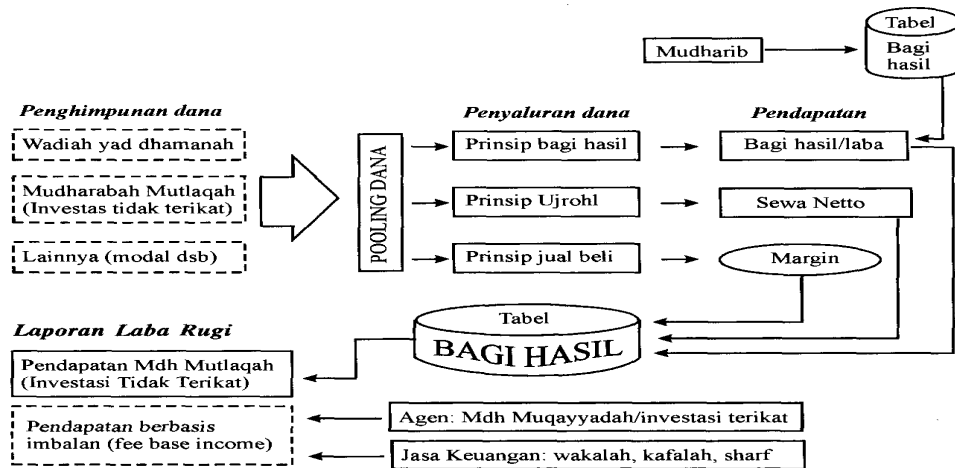 Tabel
Bagi
hasil
Mudharib
Penghimpunan dana
Penyaluran dana
Pendapatan
Wadiah yad dhamanah
Mudharabah Mutlaqah
(Investas tidak terikat)
Lainnya (modal dsb)
POOLING DANA
Prinsip bagi hasil
Bagi hasil/laba
Prinsip Ujrohl
Sewa Netto
Prinsip jual beli
Margin
Tabel
BAGI HASIL
Laporan Laba Rugi
Pendapatan Mdh Mutlaqah
(Investasi Tidak Terikat)
Pendapatan berbasis
imbalan (fee base income)
Agen: Mdh Muqayyadah/investasi terikat
Jasa Keuangan: wakalah, kafalah, sharf